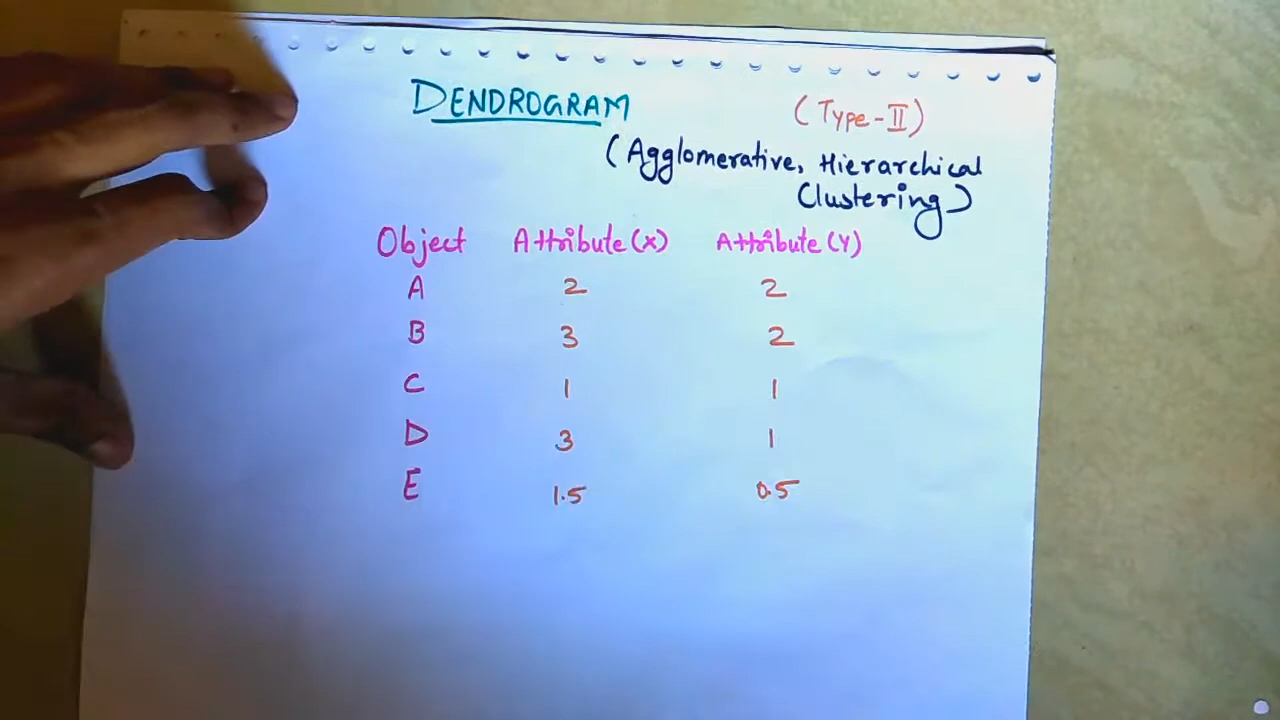 DENDROGRAM (Type-II)
(Agglomerative, Hierarchical
Clustering)
Object Attribute(X) Attribute(Y)
A 2 2
B 3 2
C 1 1
D 3 1
E 1.5 0.5